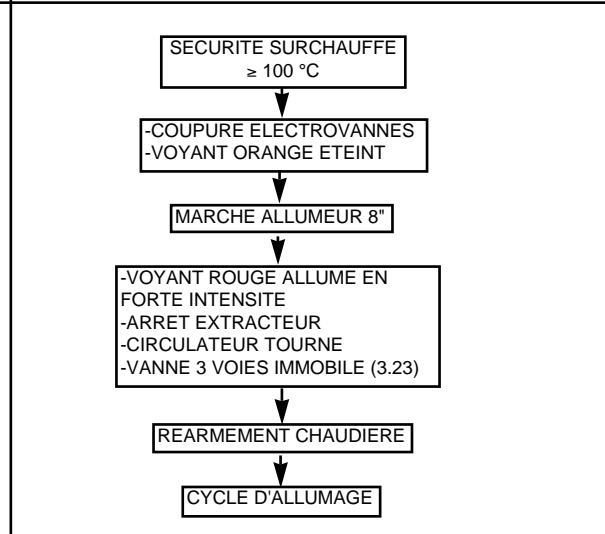 SECURITE SURCHAUFFE
≥ 100 °C
-COUPURE ELECTROVANNES
-VOYANT ORANGE ETEINT
MARCHE ALLUMEUR 8"
-VOYANT ROUGE ALLUME EN
FORTE INTENSITE
-ARRET EXTRACTEUR
-CIRCULATEUR TOURNE
-VANNE 3 VOIES IMMOBILE (3.23)
REARMEMENT CHAUDIERE
CYCLE D'ALLUMAGE